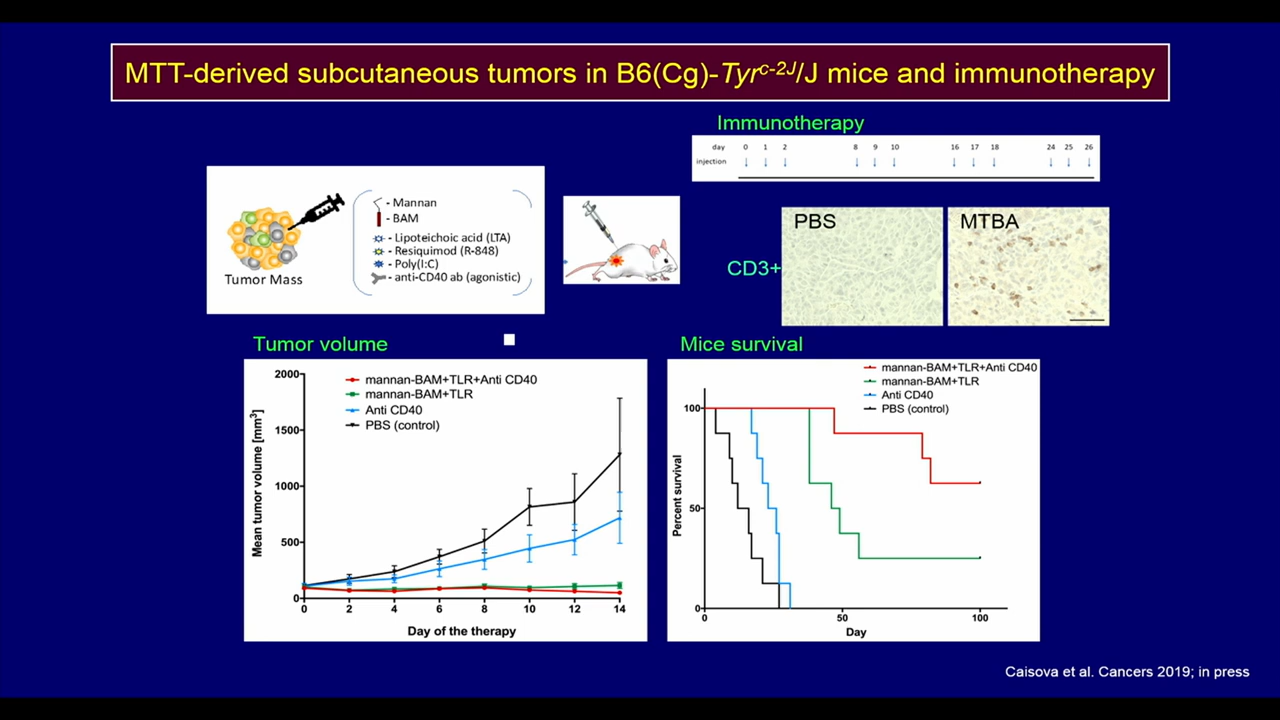 MTT-derived subcutaneous tumors in B6(Cg)-Tyrc-2J/J mice and immunotherapy
Immunotherapy
day 0 1 2 8 9 10 16 17 18 24 25 26
injection
- Mannan
- BAM
- Lipoteichoic acid (LTA)
- Resiquimod (R-848)
- Poly(I:C)
- anti-CD40 ab (agonistic)
Tumor Mass
PBS
MTBA
CD3+
Tumor volume
mannan-BAM+TLR+Anti CD40
mannan-BAM+TLR
Anti CD40
PBS (control)
Mean tumor volume [mm3]
2000
1500
1000
500
0
0 2 4 6 8 10 12 14
Day of the therapy
Mice survival
mannan-BAM+TLR+Anti CD40
mannan-BAM+TLR
Anti CD40
PBS (control)
Percent survival
100
50
0
0 50 100
Day
Caisova et al. Cancers 2019; in press